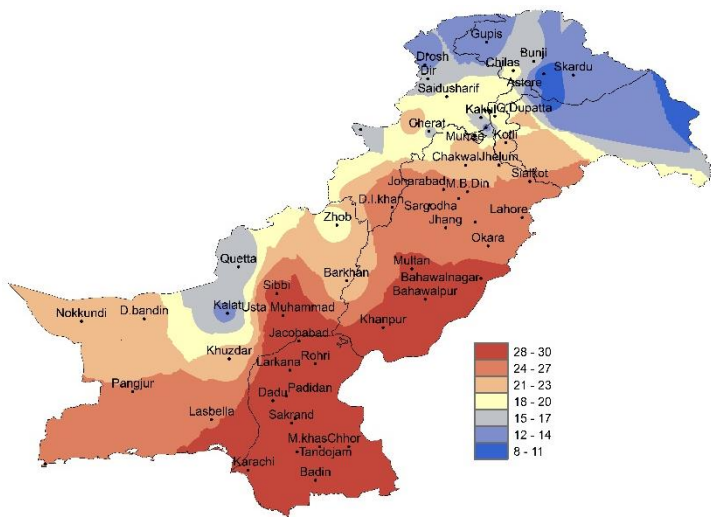 Gupis
Drosh
Bunji
Dir
Chilas
Skardu
Astore
Saidusharif
Kakul
Dupatta
Cherat
Kotli
Chakwal
Jhelum
Sialkot
Joharabad
M.B.Din
D.I.khan
Sargodha
Lahore
Zhob
Jhang
Okara
Quetta
Multan
Barkhan
Bahawalnagar
Sibbi
Bahawalpur
Kalat
Usta Muhammad
Nokkundi
D.bandin
Khanpur
Jacobabad
Khuzdar
Rohri
Larkana
Pangjur
Padidan
Dadu
Lasbella
Sakrand
M.khas
Chhor
Tandojam
Karachi
Badin
28 - 30
24 - 27
21 - 23
18 - 20
15 - 17
12 - 14
8 - 11